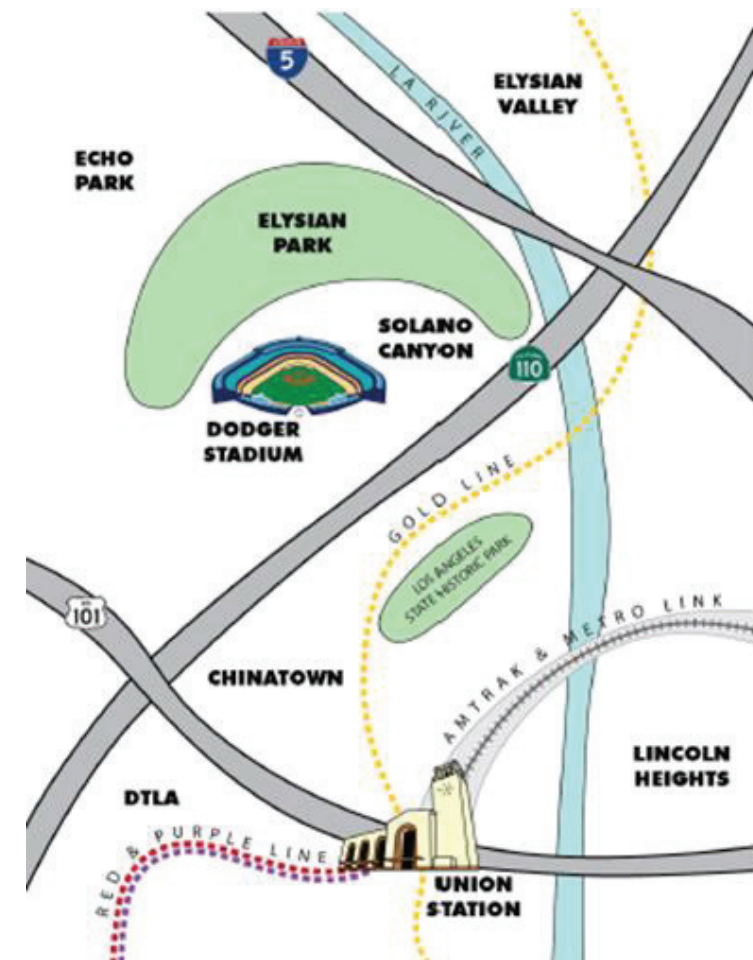 5
LA RIVER
ELYSIAN
VALLEY
ECHO
PARK
ELYSIAN
PARK
SOLANO
CANYON
110
DODGER
STADIUM
GOLD LINE
LOS ANGELES
STATE HISTORIC PARK
101
AMTRAK & METRO LINK
CHINATOWN
LINCOLN
HEIGHTS
DTLA
RED & PURPLE LINE
UNION
STATION